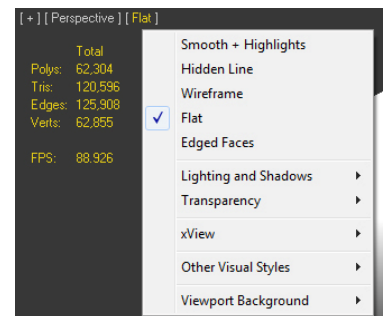 [ + ] [ Perspective ] [ Flat ]
Total
Polys: 62,304
Tris: 120,596
Edges: 125,908
Verts: 62,855
FPS: 88.926
Smooth + Highlights
Hidden Line
Wireframe
Flat
Edged Faces
Lighting and Shadows
Transparency
xView
Other Visual Styles
Viewport Background